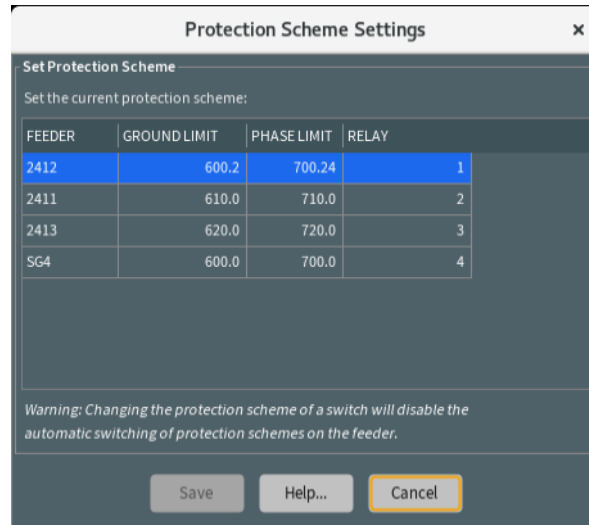 Protection Scheme Settings ×
Set Protection Scheme
Set the current protection scheme:
FEEDER GROUND LIMIT PHASE LIMIT RELAY
2412 600.2 700.24 1
2411 610.0 710.0 2
2413 620.0 720.0 3
SG4 600.0 700.0 4
Warning: Changing the protection scheme of a switch will disable the
automatic switching of protection schemes on the feeder.
Save Help... Cancel